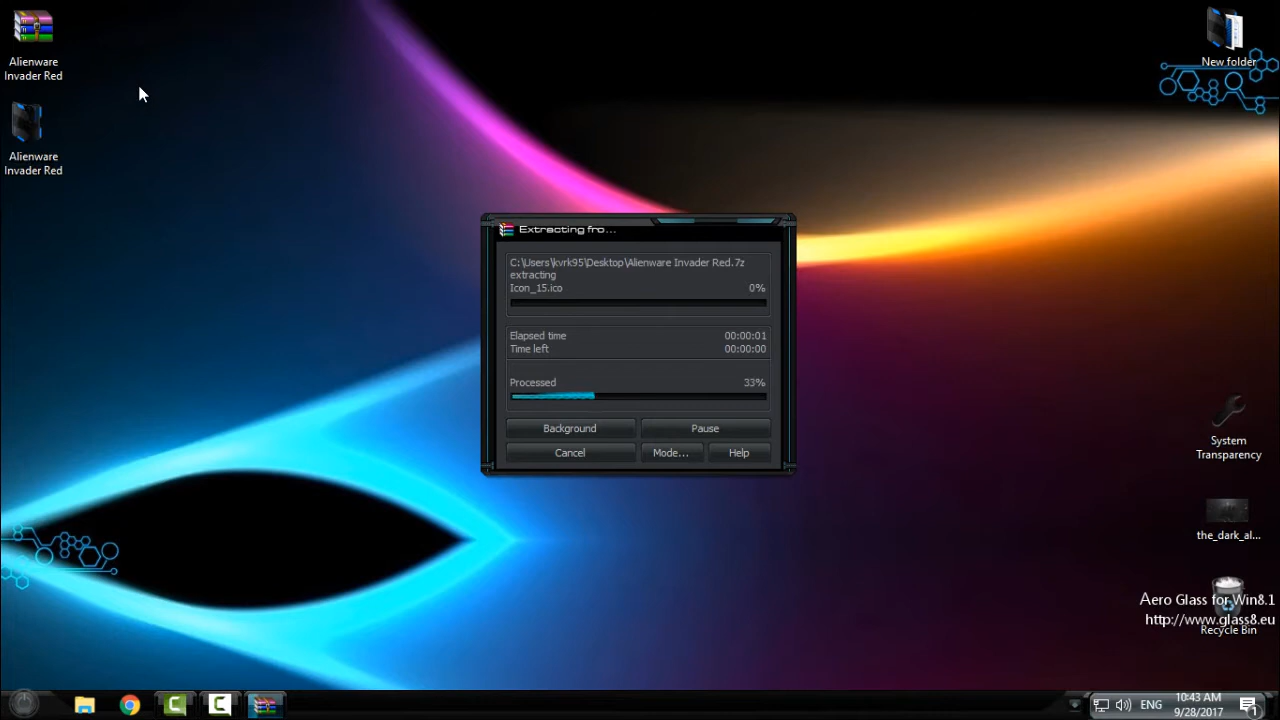 Alienware
Invader Red
Alienware
Invader Red
New folder
Extracting fro...
C:\Users\kvrk95\Desktop\Alienware Invader Red.7z
extracting
Icon_15.ico 0%
Elapsed time 00:00:01
Time left 00:00:00
Processed 33%
Background Pause
Cancel Mode... Help
System
Transparency
the_dark_al...
Aero Glass for Win8.1
http://www.glass8.eu
Recycle Bin
ENG
10:43 AM
9/28/2017
1